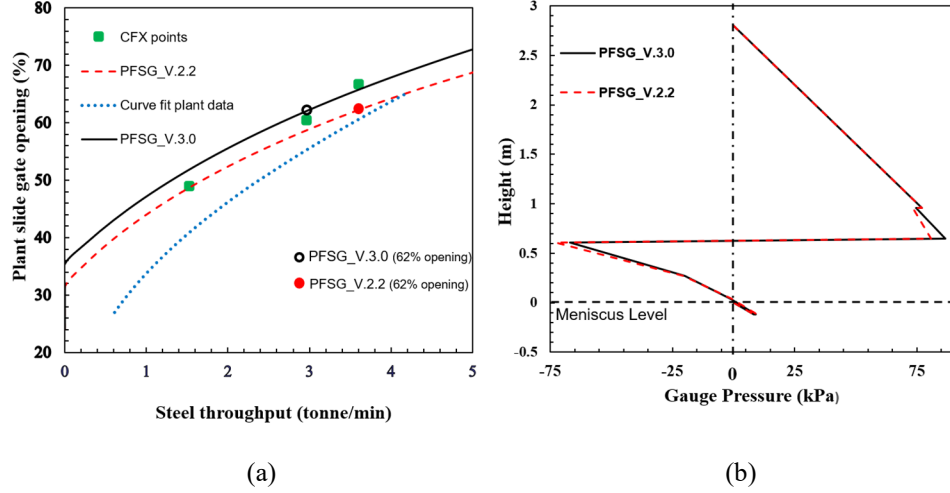 80
70
60
50
40
30
20
Plant slide gate opening (%)
CFX points
PFSG_V.2.2
Curve fit plant data
PFSG_V.3.0
PFSG_V.3.0 (62% opening)
PFSG_V.2.2 (62% opening)
0 1 2 3 4 5
Steel throughput (tonne/min)
(a)
3
2.5
2
1.5
1
0.5
0
-0.5
Height (m)
PFSG_V.3.0
PFSG_V.2.2
Meniscus Level
-75 -25 0 25 75
Gauge Pressure (kPa)
(b)